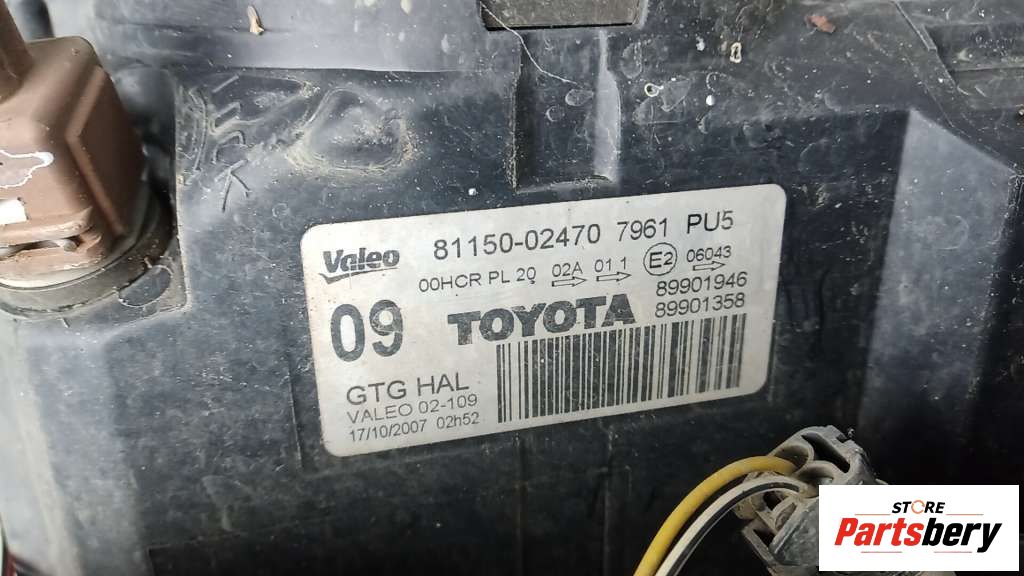 Valeo 81150-02470 7961 PU5
00HCR PL 20 02A 01 1 E2 06043
09 TOYOTA 89901946
89901358
GTG HAL
VALEO 02-109
17/10/2007 02h52
STORE
Partsbery